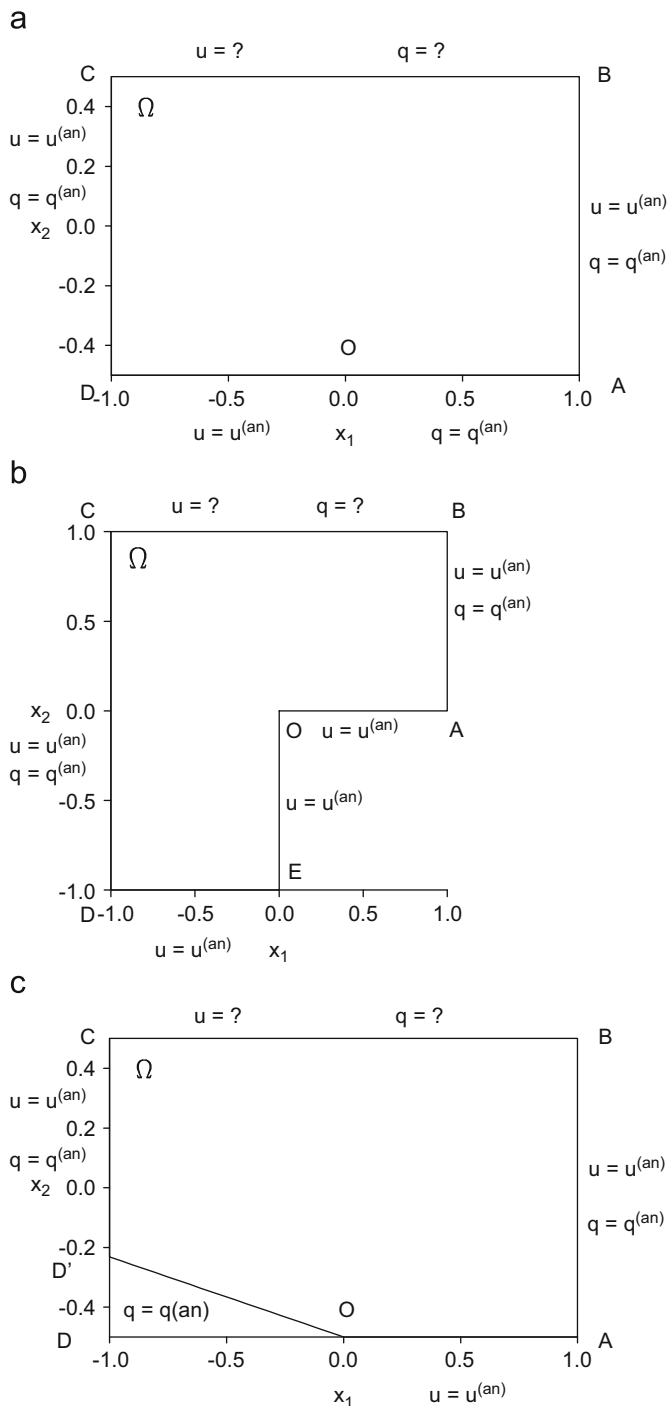 a
u = ? q = ?
C B
0.4 Ω
u = u(an)
0.2
q = q(an) u = u(an)
x2 0.0
q = q(an)
-0.2
-0.4 O
D -1.0 -0.5 0.0 0.5 1.0 A
u = u(an) x1 q = q(an)
b
C u = ? q = ? B
1.0
Ω u = u(an)
0.5 q = q(an)
x2 0.0
u = u(an) O u = u(an) A
q = q(an)
-0.5 u = u(an)
E
-1.0
D -1.0 -0.5 0.0 0.5 1.0
u = u(an) x1
c
u = ? q = ?
C B
0.4 Ω
u = u(an)
0.2
q = q(an) u = u(an)
x2 0.0
q = q(an)
-0.2
D'
-0.4 q = q(an) O
D A
-1.0 -0.5 0.0 0.5 1.0
x1 u = u(an)